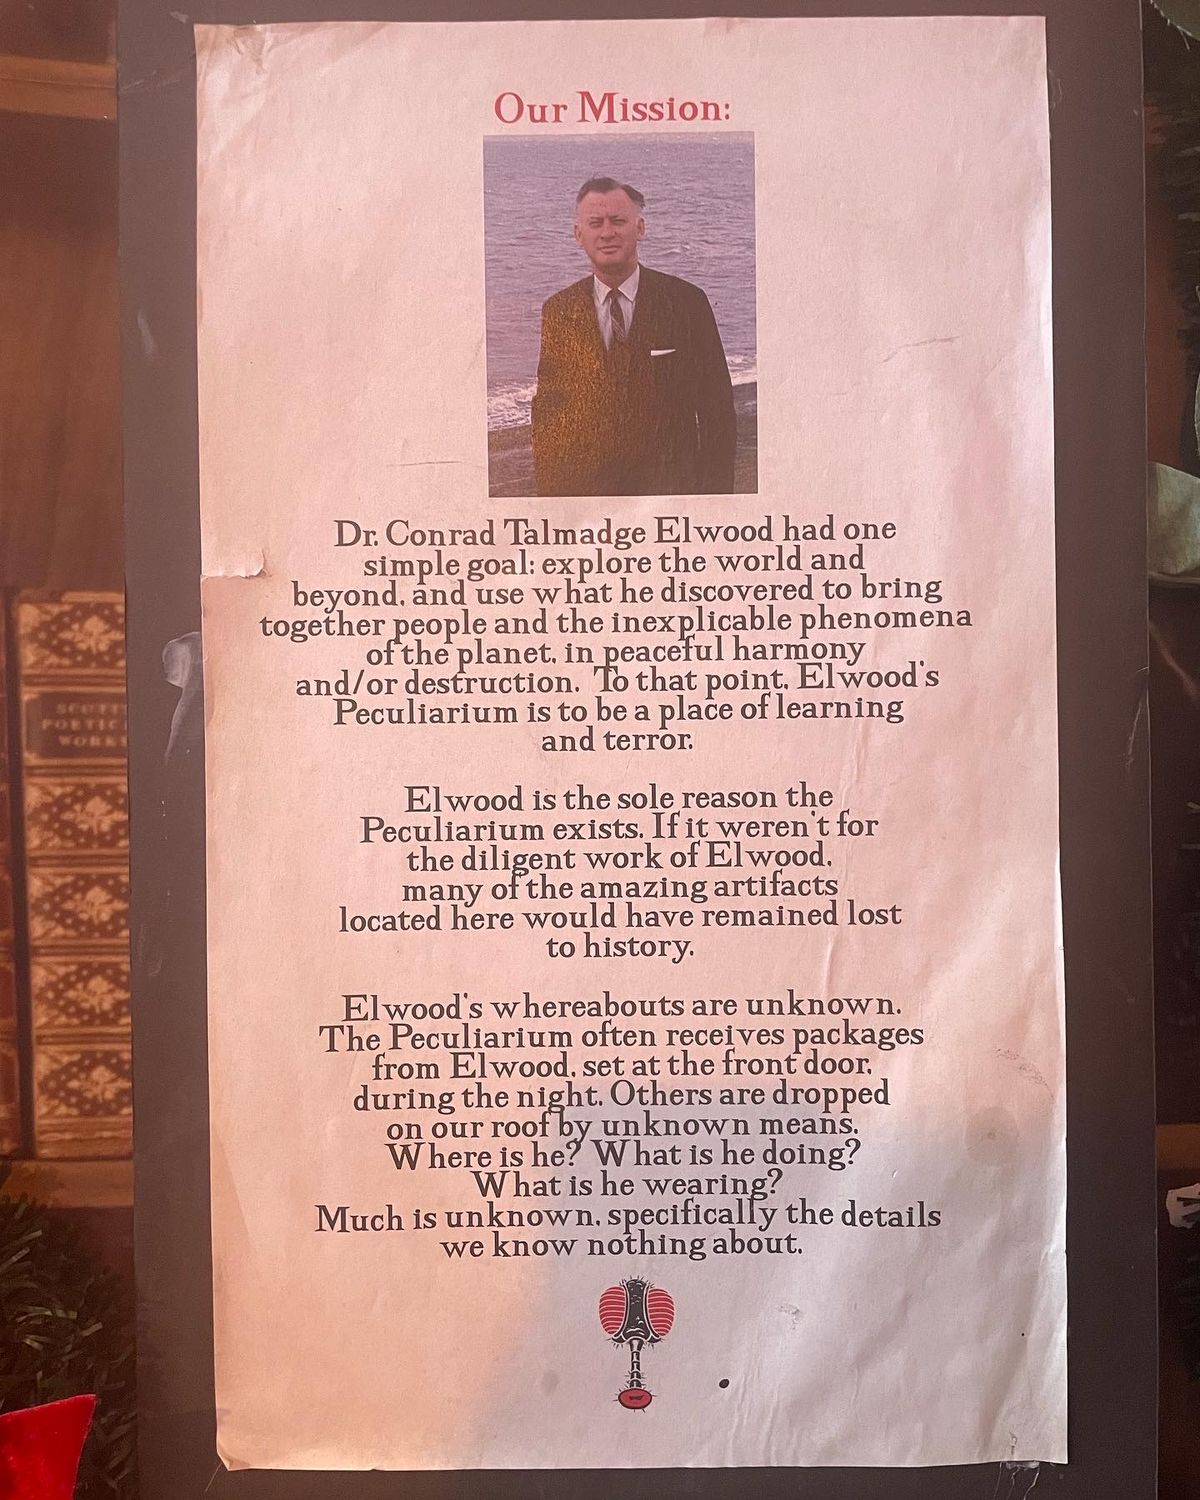 Our Mission:
Dr. Conrad Talmadge Elwood had one
simple goal: explore the world and
beyond, and use what he discovered to bring
together people and the inexplicable phenomena
of the planet, in peaceful harmony
and/or destruction. To that point, Elwood's
Peculiarium is to be a place of learning
and terror.
Elwood is the sole reason the
Peculiarium exists. If it weren't for
the diligent work of Elwood,
many of the amazing artifacts
located here would have remained lost
to history.
Elwood's whereabouts are unknown.
The Peculiarium often receives packages
from Elwood, set at the front door,
during the night. Others are dropped
on our roof by unknown means.
Where is he? What is he doing?
What is he wearing?
Much is unknown, specifically the details
we know nothing about.
POETIC
WORKS